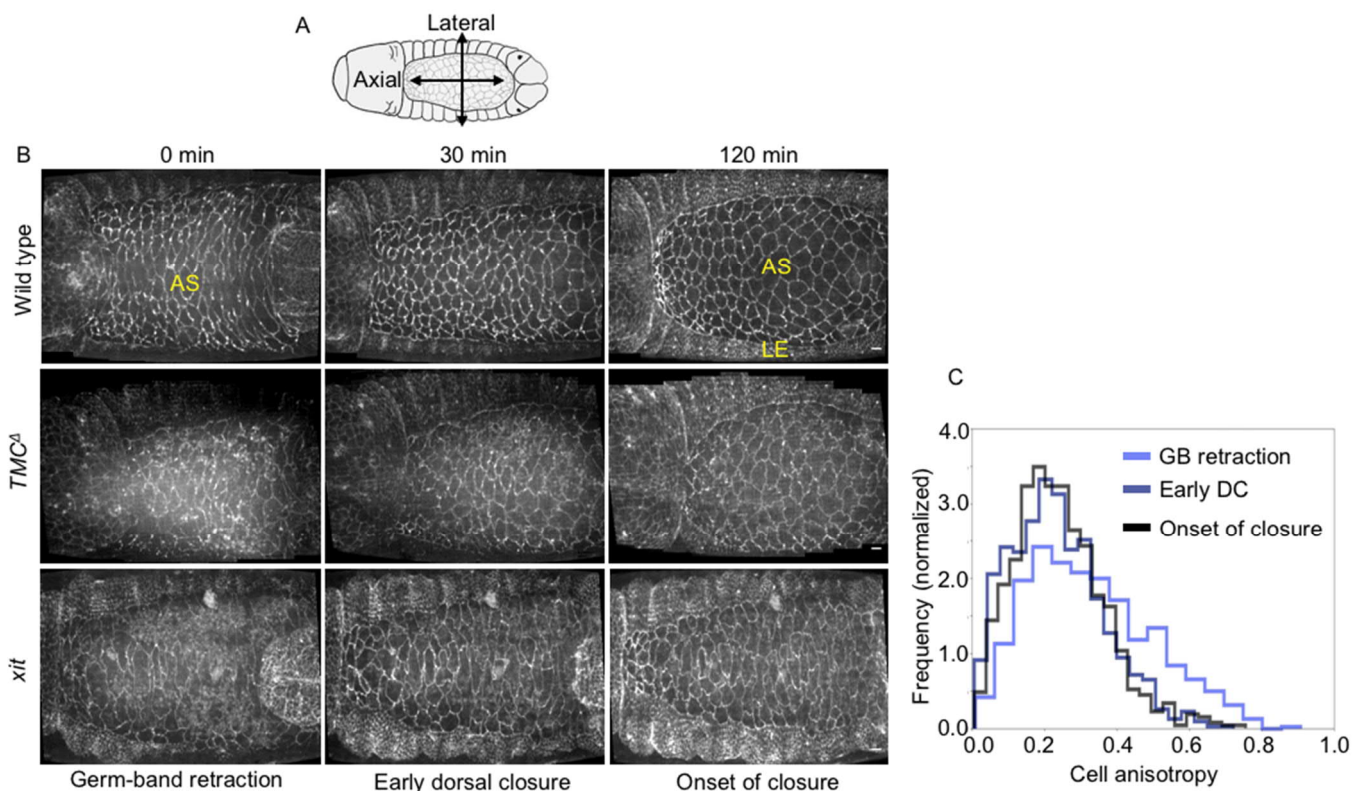 A
Lateral
Axial
B
0 min
30 min
120 min
Wild type
AS
AS
LE
TMCΔ
xit
Germ-band retraction
Early dorsal closure
Onset of closure
C
Frequency (normalized)
4.0
3.0
2.0
1.0
0.0
GB retraction
Early DC
Onset of closure
0.0 0.2 0.4 0.6 0.8 1.0
Cell anisotropy